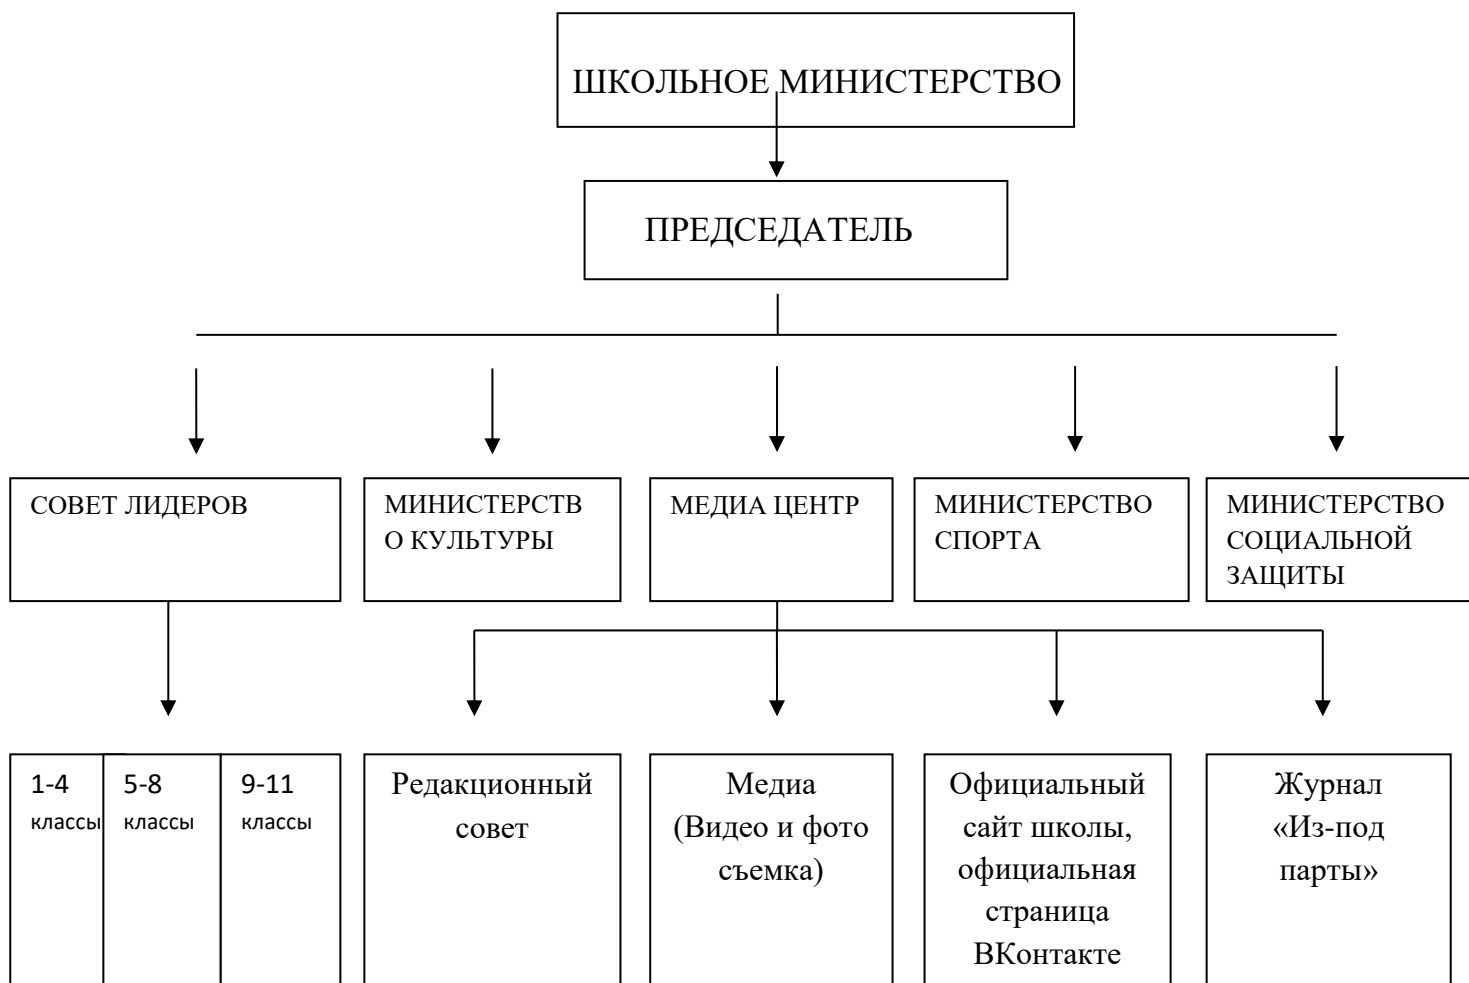 ШКОЛЬНОЕ МИНИСТЕРСТВО
ПРЕДСЕДАТЕЛЬ
СОВЕТ ЛИДЕРОВ
МИНИСТЕРСТВ
О КУЛЬТУРЫ
МЕДИА ЦЕНТР
МИНИСТЕРСТВО
СПОРТА
МИНИСТЕРСТВО
СОЦИАЛЬНОЙ
ЗАЩИТЫ
1-4
классы
5-8
классы
9-11
классы
Редакционный
совет
Медиа
(Видео и фото
съемка)
Официальный
сайт школы,
официальная
страница
ВКонтакте
Журнал
«Из-под
парты»